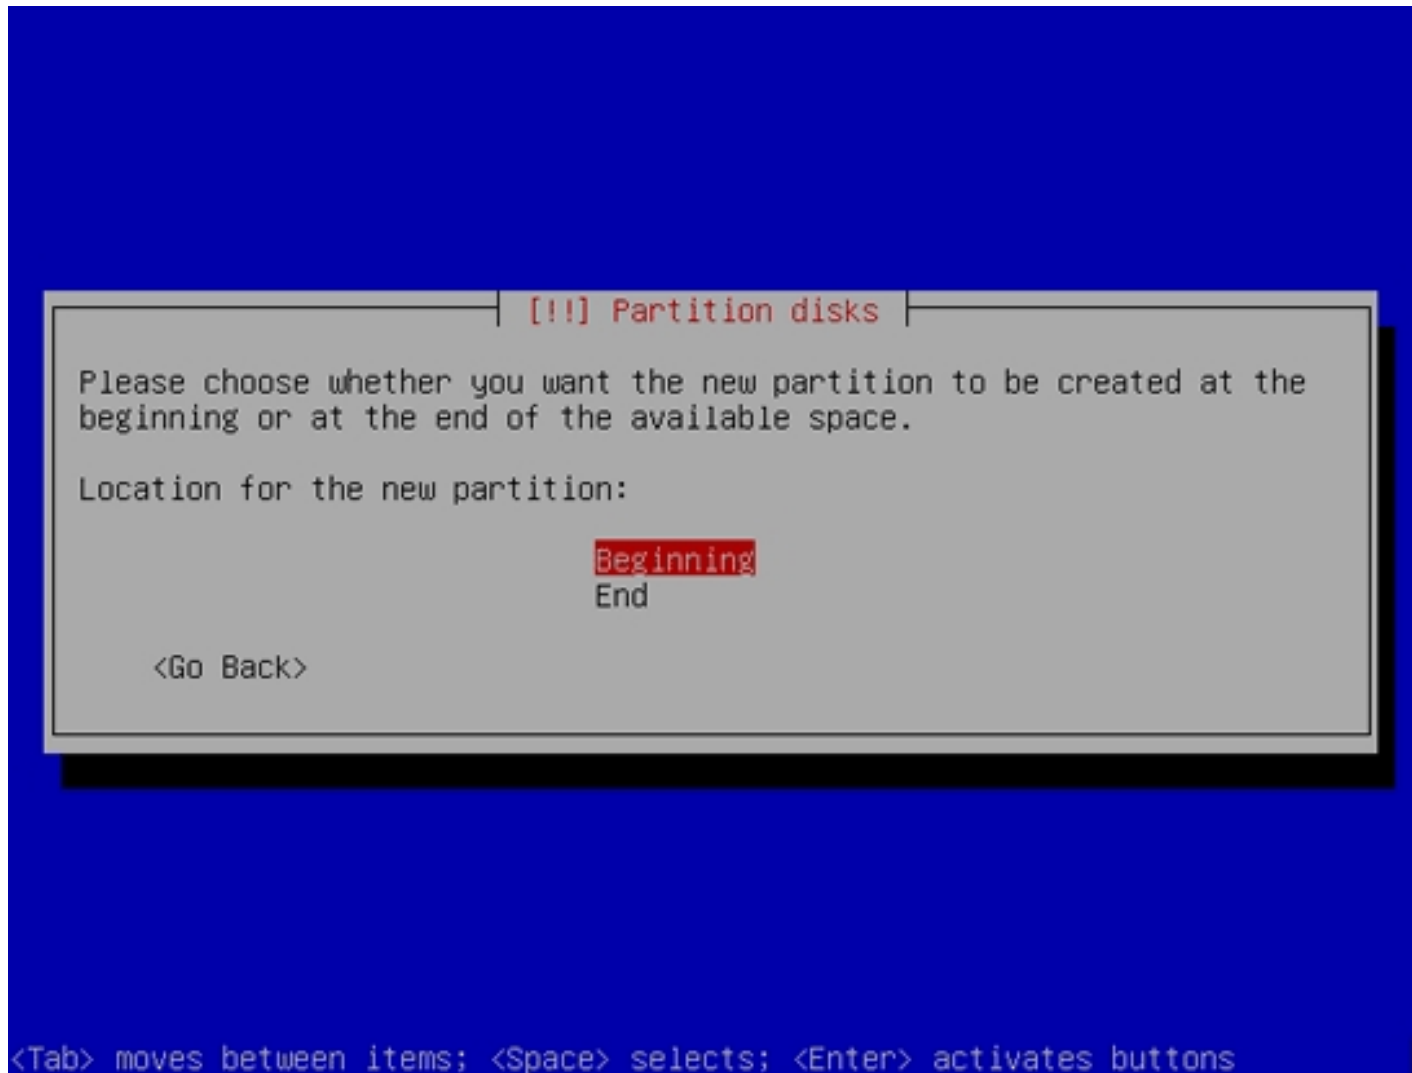 [!!] Partition disks
Please choose whether you want the new partition to be created at the
beginning or at the end of the available space.
Location for the new partition:
Beginning
End
<Go Back>
<Tab> moves between items; <Space> selects; <Enter> activates buttons